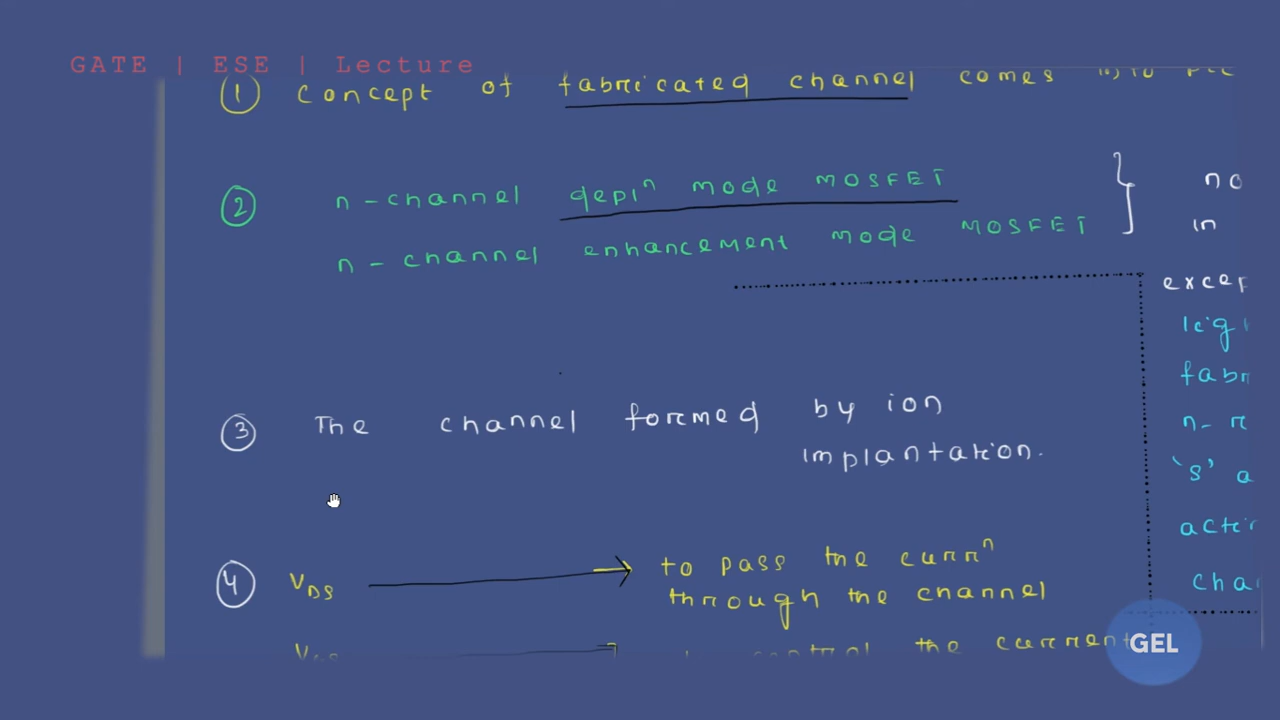 GATE | ESE | Lecture
① Concept of fabricated channel comes into
② n-channel depln mode MOSFET
n-channel enhancement mode MOSFET
no
in
③ The channel formed by ion
implantation.
s'
④ VDS to pass the currn
through the channel
control the current
GEL